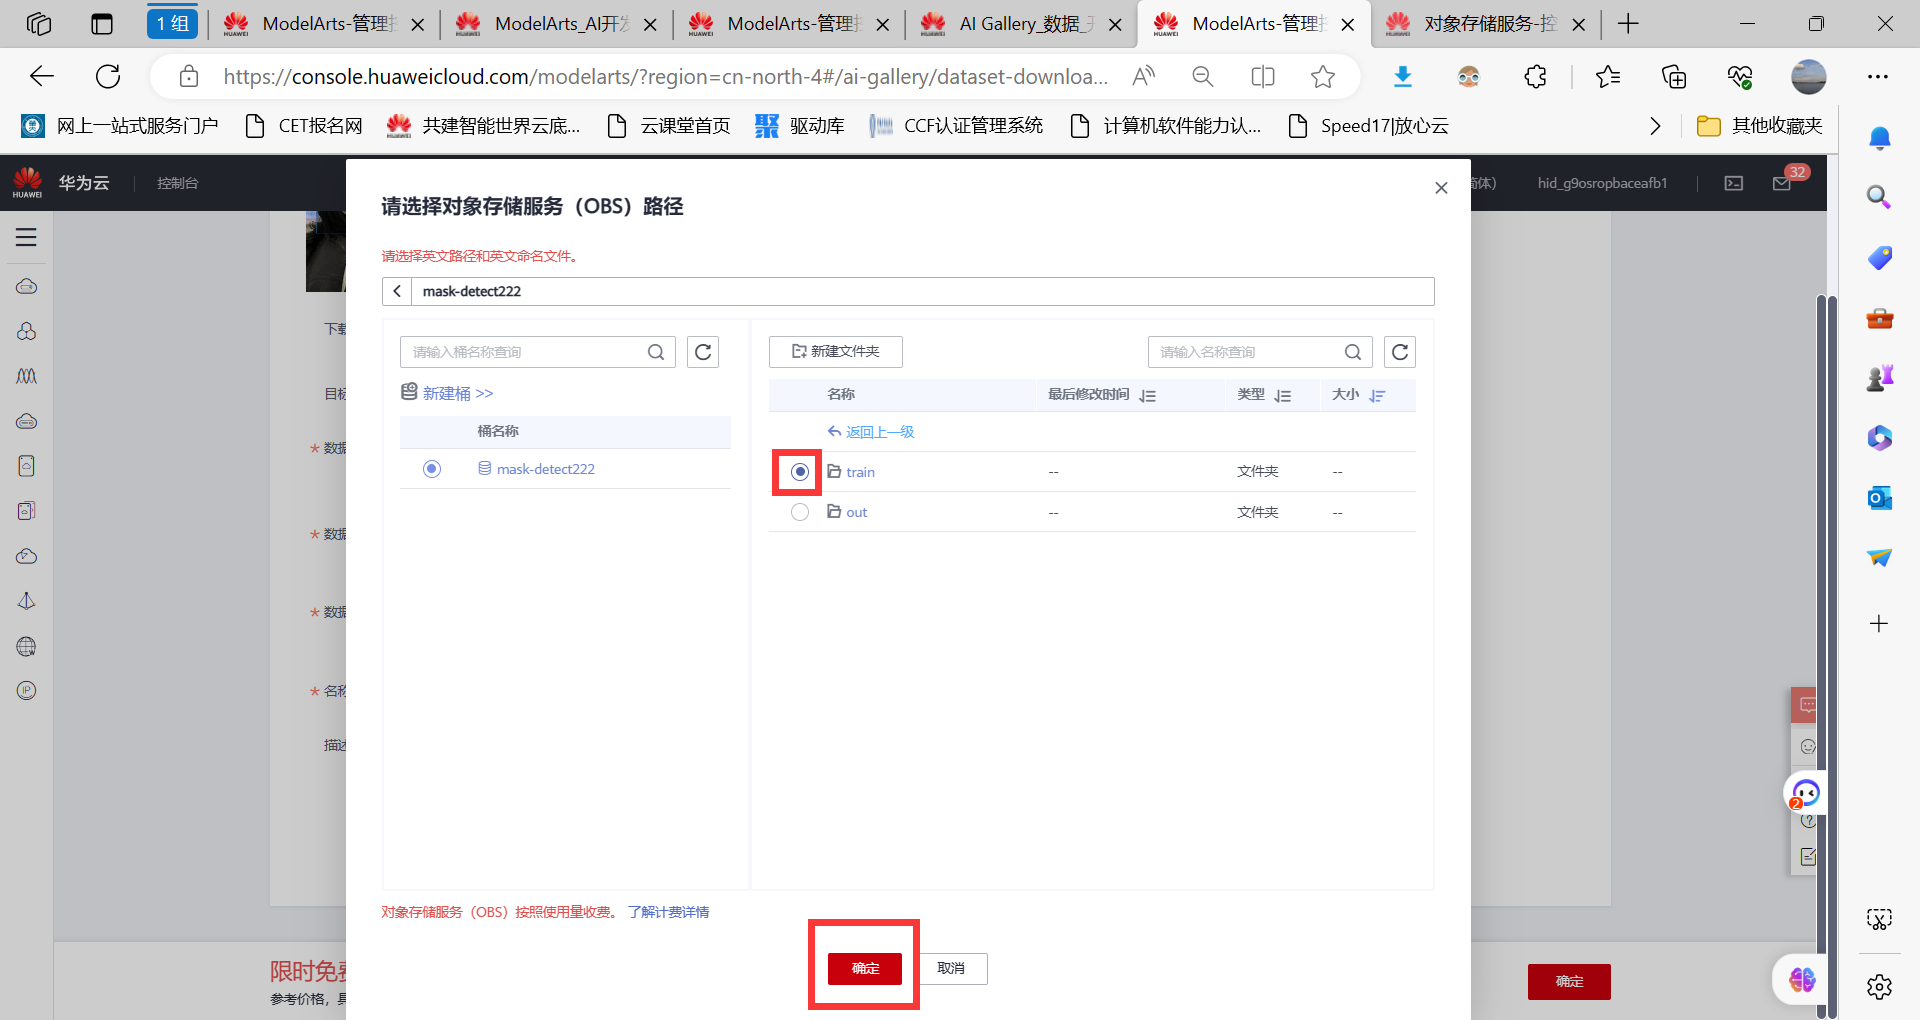 1 组
ModelArts-管理控
ModelArts_AI开发
ModelArts-管理控
AI Gallery_数据_开
ModelArts-管理控
对象存储服务-控
https://console.huaweicloud.com/modelarts/?region=cn-north-4#/ai-gallery/dataset-downloa...
网上一站式服务门户
CET报名网
共建智能世界云底...
云课堂首页
驱动库
CCF认证管理系统
计算机软件能力认...
Speed17|放心云
其他收藏夹
HUAWEI
华为云
控制台
简体）
hid_g9osropbaceafb1
32
请选择对象存储服务（OBS）路径
请选择英文路径和英文命名文件。
mask-detect222
下载
目标
* 数据
* 数据
* 数据
* 名称
描述
请输入桶名称查询
新建文件夹
请输入名称查询
新建桶 >>
桶名称
mask-detect222
名称
最后修改时间
类型
大小
返回上一级
train
--
文件夹
--
out
--
文件夹
--
对象存储服务（OBS）按照使用量收费。 了解计费详情
确定
取消
限时免费
参考价格，具
确定
2